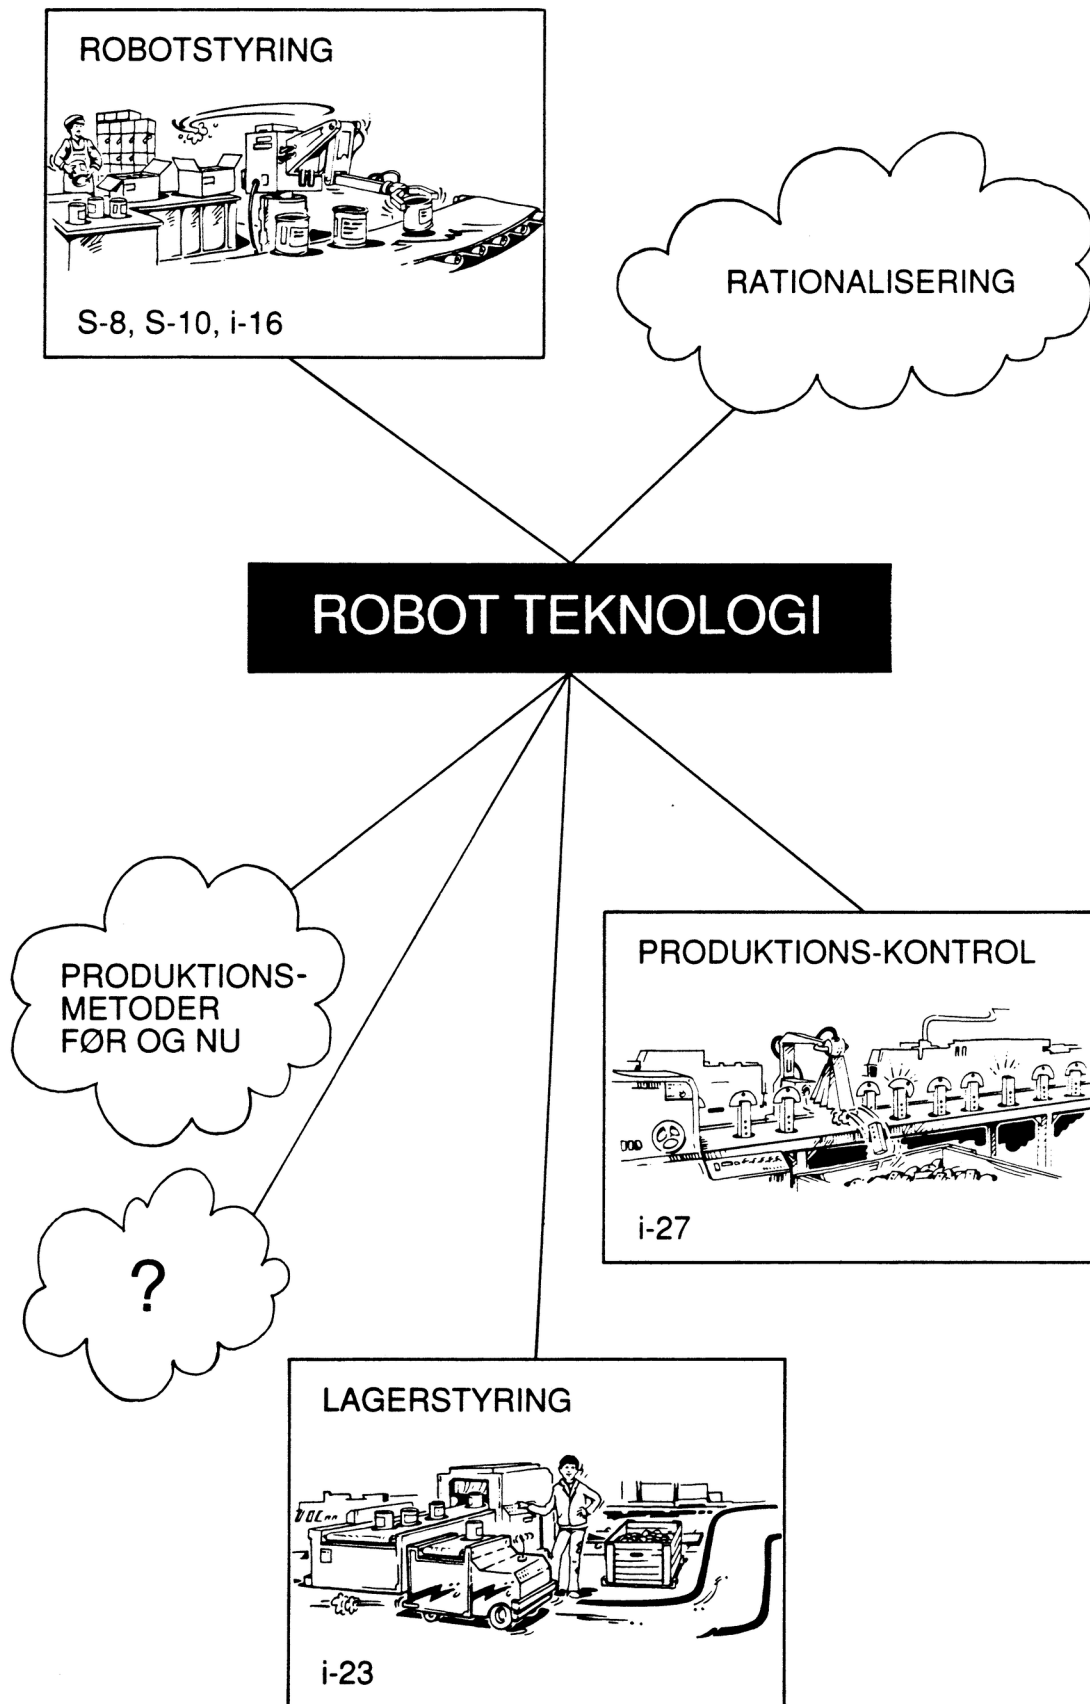 ROBOTSTYRING
S-8, S-10, i-16
RATIONALISERING
ROBOT TEKNOLOGI
PRODUKTIONS-
METODER
FØR OG NU
PRODUKTIONS-KONTROL
i-27
?
LAGERSTYRING
i-23